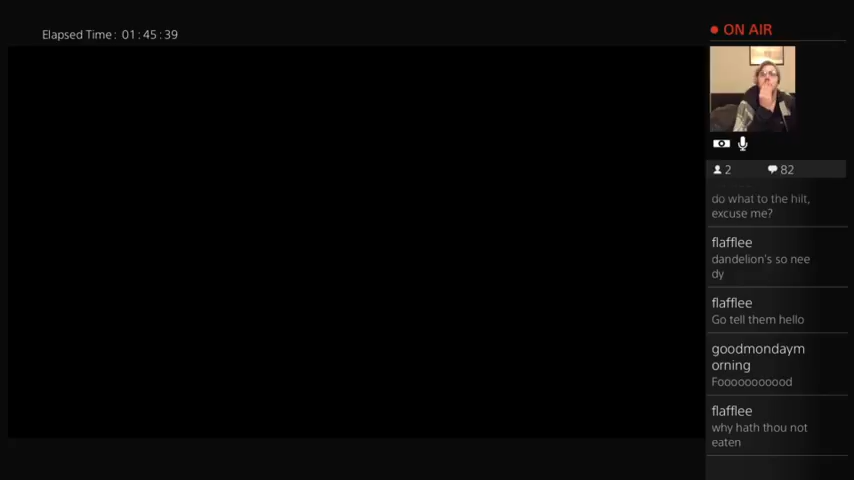 Elapsed Time: 01:45:39
ON AIR
2 82
do what to the hilt,
excuse me?
flafflee
dandelion's so nee
dy
flafflee
Go tell them hello
goodmondaym
orning
Fooooooooood
flafflee
why hath thou not
eaten